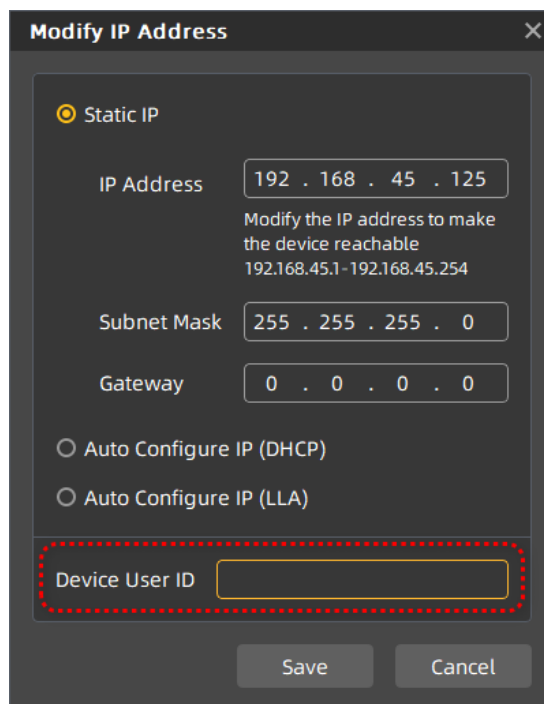 Modify IP Address
Static IP
IP Address 192 . 168 . 45 . 125
Modify the IP address to make
the device reachable
192.168.45.1-192.168.45.254
Subnet Mask 255 . 255 . 255 . 0
Gateway 0 . 0 . 0 . 0
Auto Configure IP (DHCP)
Auto Configure IP (LLA)
Device User ID
Save Cancel